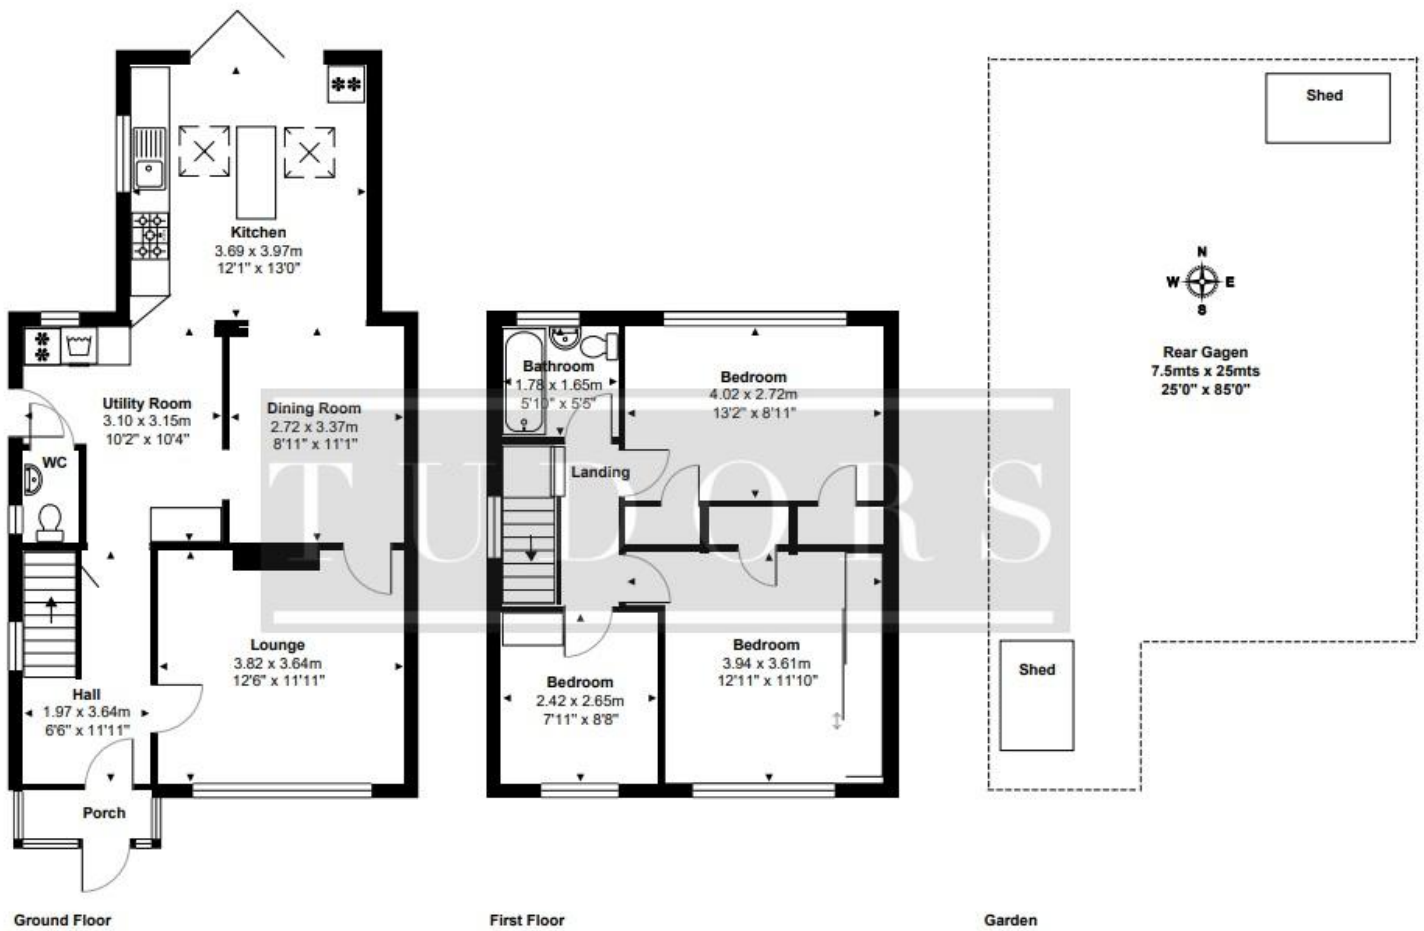 Kitchen
3.69 x 3.97m
12'1" x 13'0"
Utility Room
3.10 x 3.15m
10'2" x 10'4"
Dining Room
2.72 x 3.37m
8'11" x 11'1"
WC
Lounge
3.82 x 3.64m
12'6" x 11'11"
Hall
1.97 x 3.64m
6'6" x 11'11"
Porch
Ground Floor
Bathroom
1.78 x 1.65m
5'10" x 5'5"
Bedroom
4.02 x 2.72m
13'2" x 8'11"
Landing
Bedroom
2.42 x 2.65m
7'11" x 8'8"
Bedroom
3.94 x 3.61m
12'11" x 11'10"
First Floor
TUDORS
Shed
N
W E
S
Rear Gagen
7.5mts x 25mts
25'0" x 85'0"
Shed
Garden